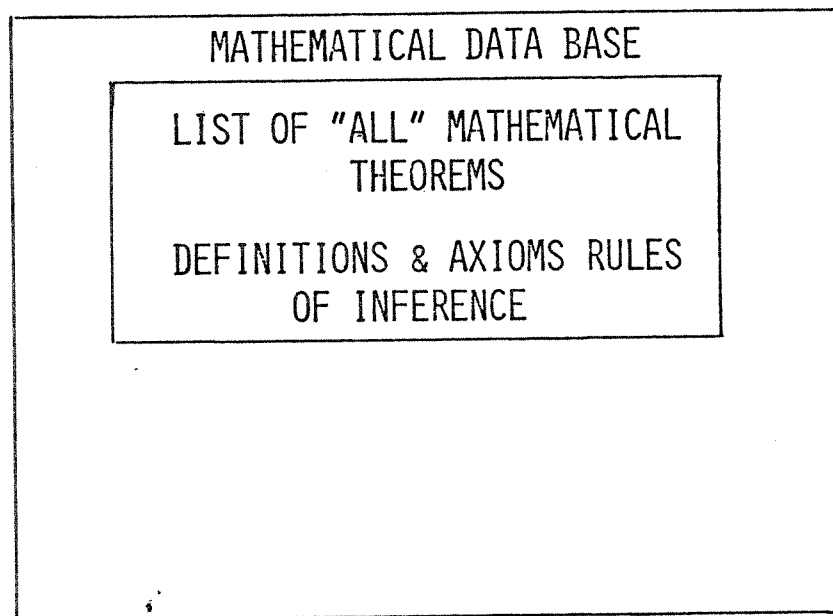 MATHEMATICAL DATA BASE
LIST OF "ALL" MATHEMATICAL
THEOREMS
DEFINITIONS & AXIOMS RULES
OF INFERENCE